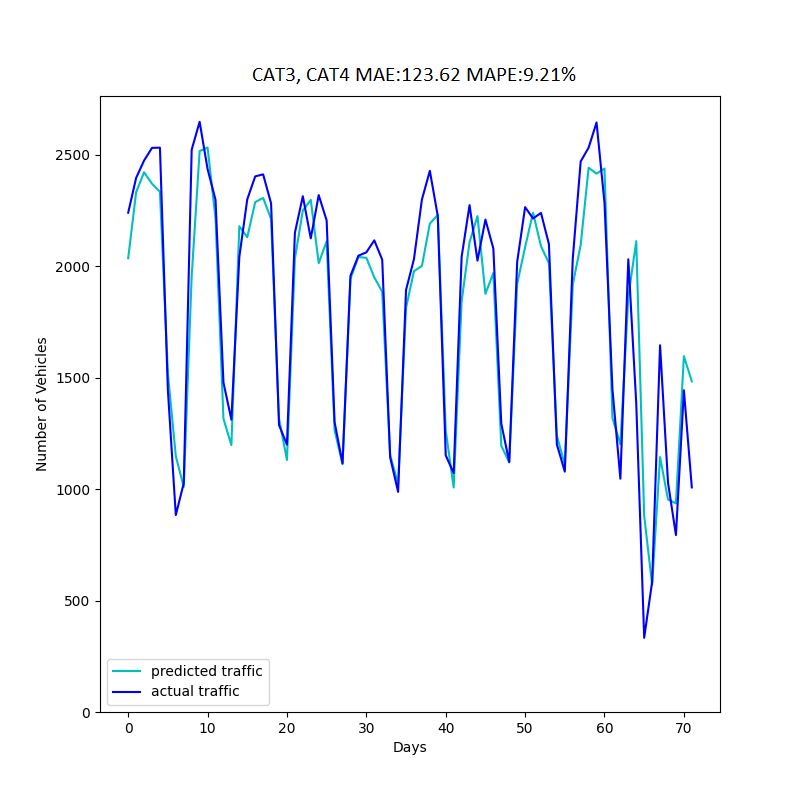 CAT3, CAT4 MAE:123.62 MAPE:9.21%
Number of Vehicles
2500
2000
1500
1000
500
0
predicted traffic
actual traffic
0 10 20 30 40 50 60 70
Days